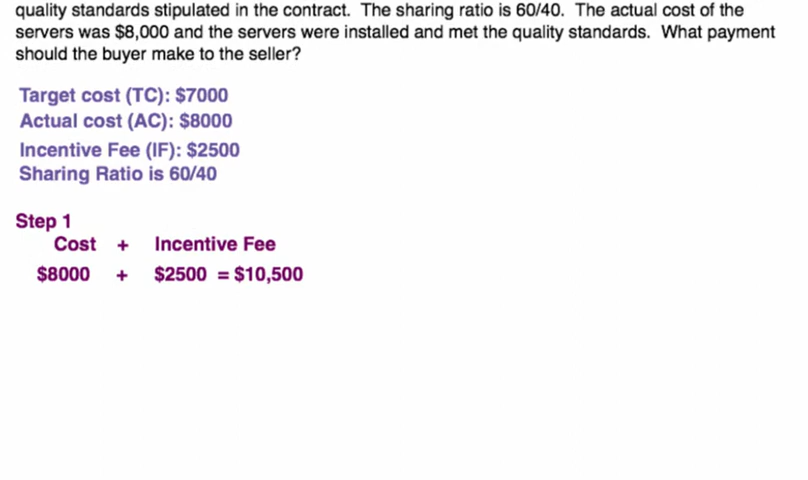 quality standards stipulated in the contract. The sharing ratio is 60/40. The actual cost of the
servers was $8,000 and the servers were installed and met the quality standards. What payment
should the buyer make to the seller?
Target cost (TC): $7000
Actual cost (AC): $8000
Incentive Fee (IF): $2500
Sharing Ratio is 60/40
Step 1
Cost + Incentive Fee
$8000 + $2500 = $10,500